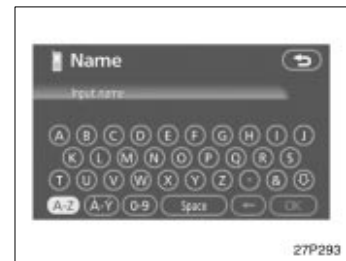 Name
Input name
A B C D E F G H I J
K L M N O P Q R S
T U V W X Y Z - &
A-Z À-Ý 0-9 Space ← OK
27P293